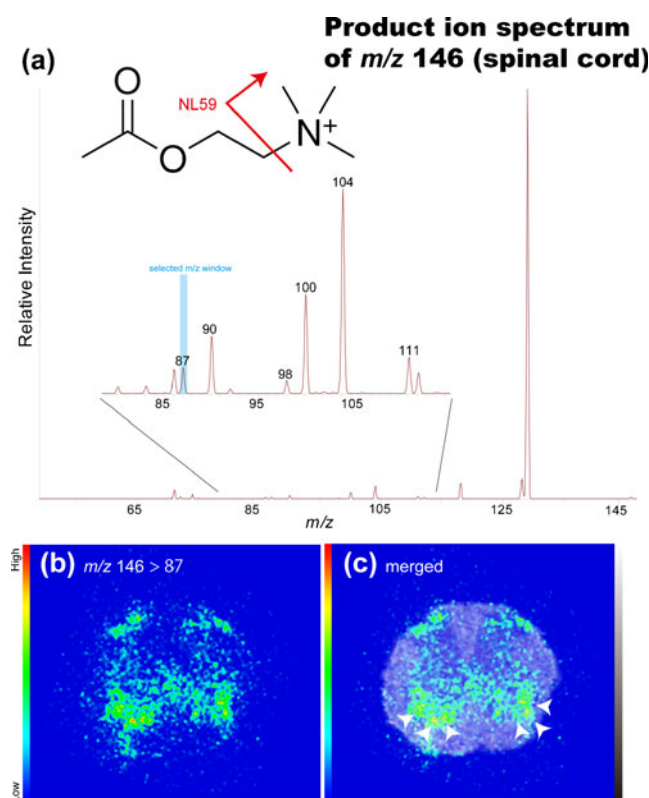 Product ion spectrum
of m/z 146 (spinal cord)
(a)
O
NL59
N+
O
104
Relative Intensity
selected m/z window
100
90
87
98
111
85 95 105
65 85 105 125 145
m/z
High
(b) m/z 146 > 87
(c) merged
Low